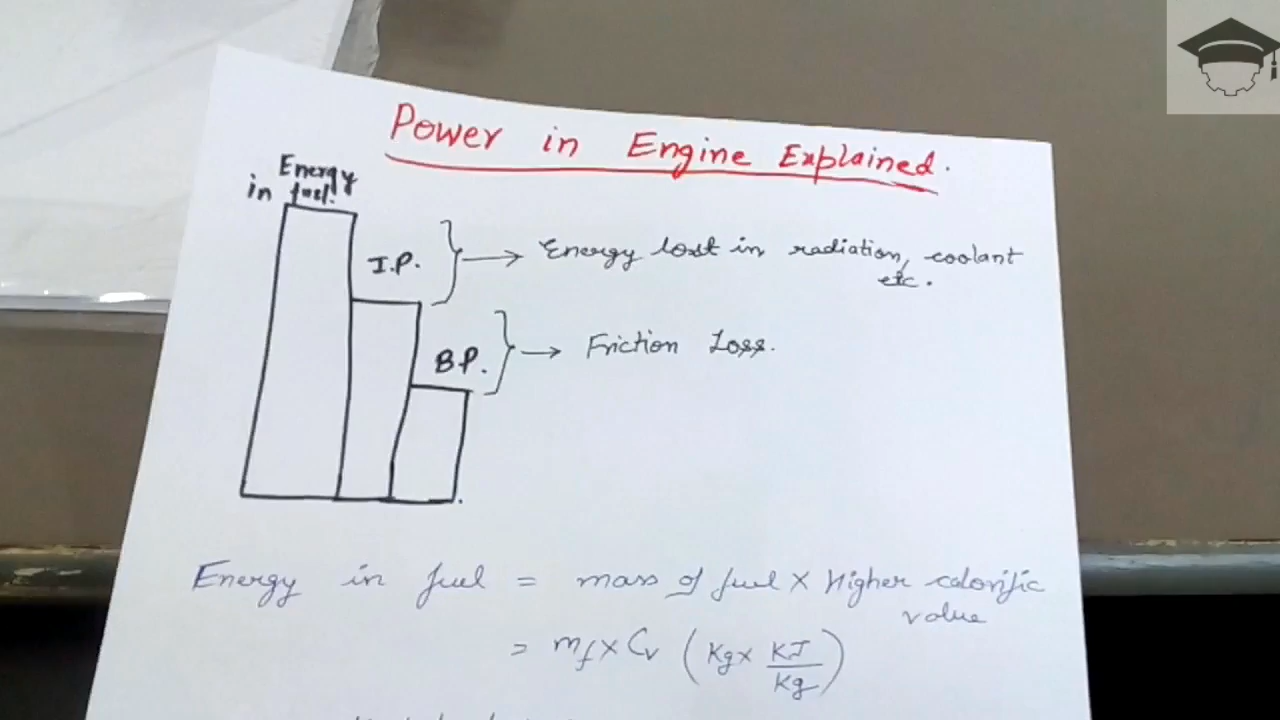 Power in Engine Explained.
Energy
in fuel.
I.P. → Energy lost in radiation, coolant
etc.
B.P. → Friction Loss.
Energy in fuel = mass of fuel × Higher calorific
value
= mf × Cv (Kg × KJ/Kg)